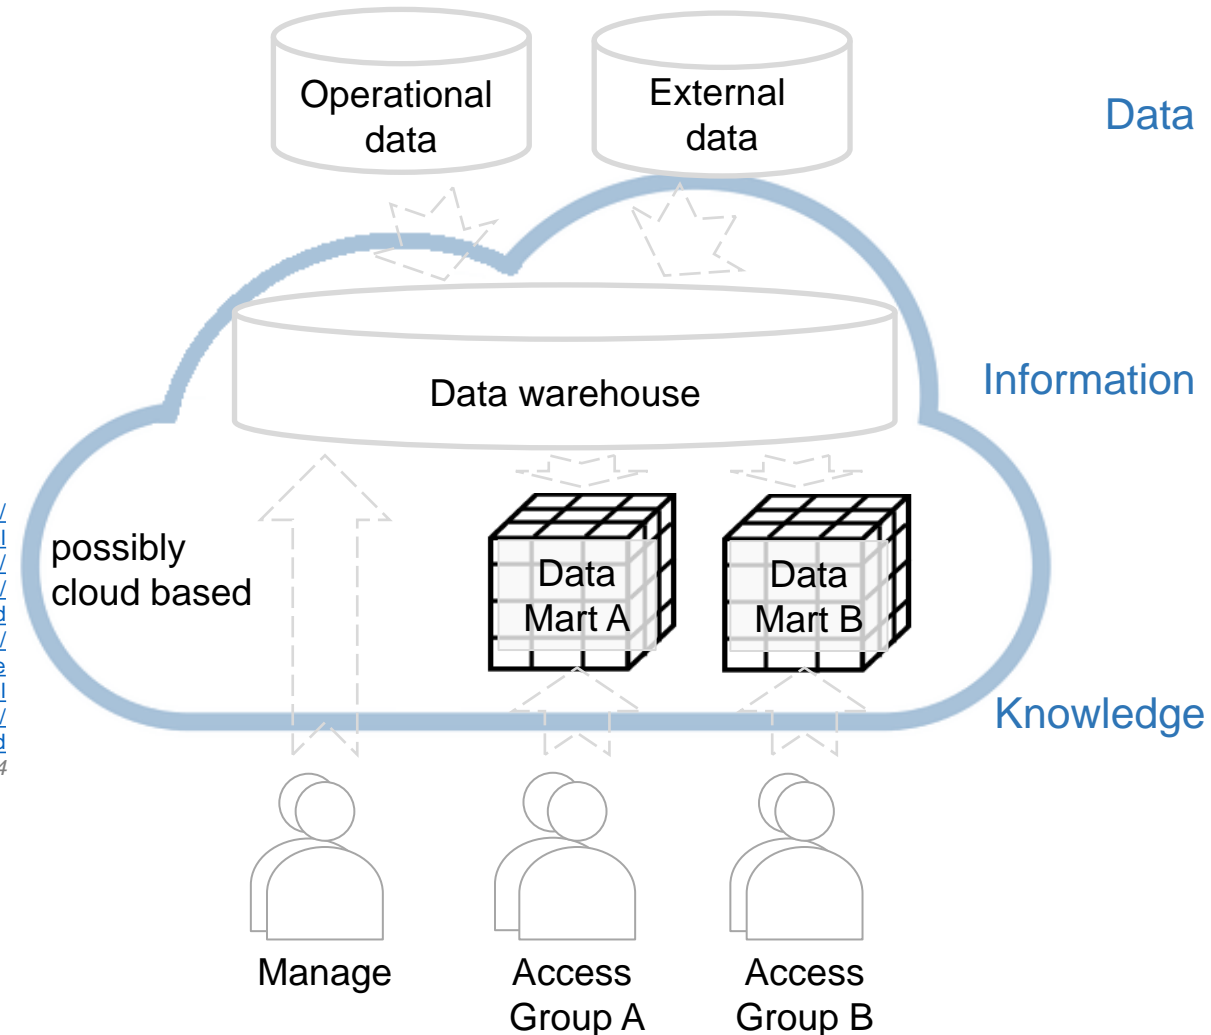 Operational
data
External
data
Data
Data warehouse
Information
possibly
cloud based
Data
Mart A
Data
Mart B
Knowledge
Manage
Access
Group A
Access
Group B